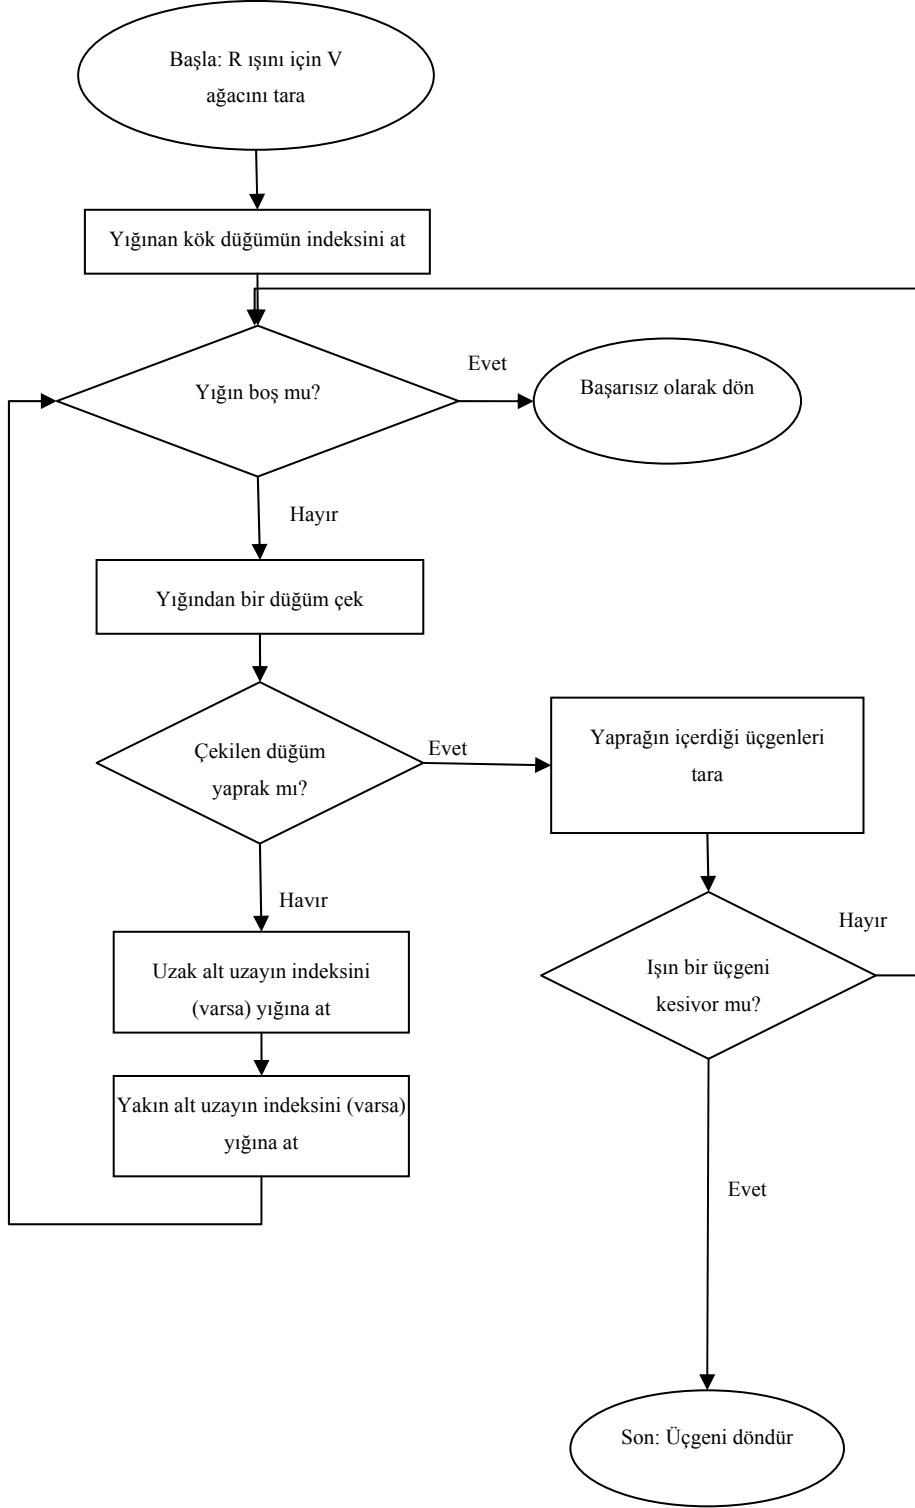 Başla: R ışını için V
ağacını tara
Yığınan kök düğümün indeksini at
Yığın boş mu?
Evet
Başarısız olarak dön
Hayır
Yığından bir düğüm çek
Çekilen düğüm
yaprak mı?
Evet
Yaprağın içerdiği üçgenleri
tara
Havır
Hayır
Uzak alt uzayın indeksini
(varsa) yığına at
Işın bir üçgeni
kesivor mu?
Yakın alt uzayın indeksini (varsa)
yığına at
Evet
Son: Üçgeni döndür